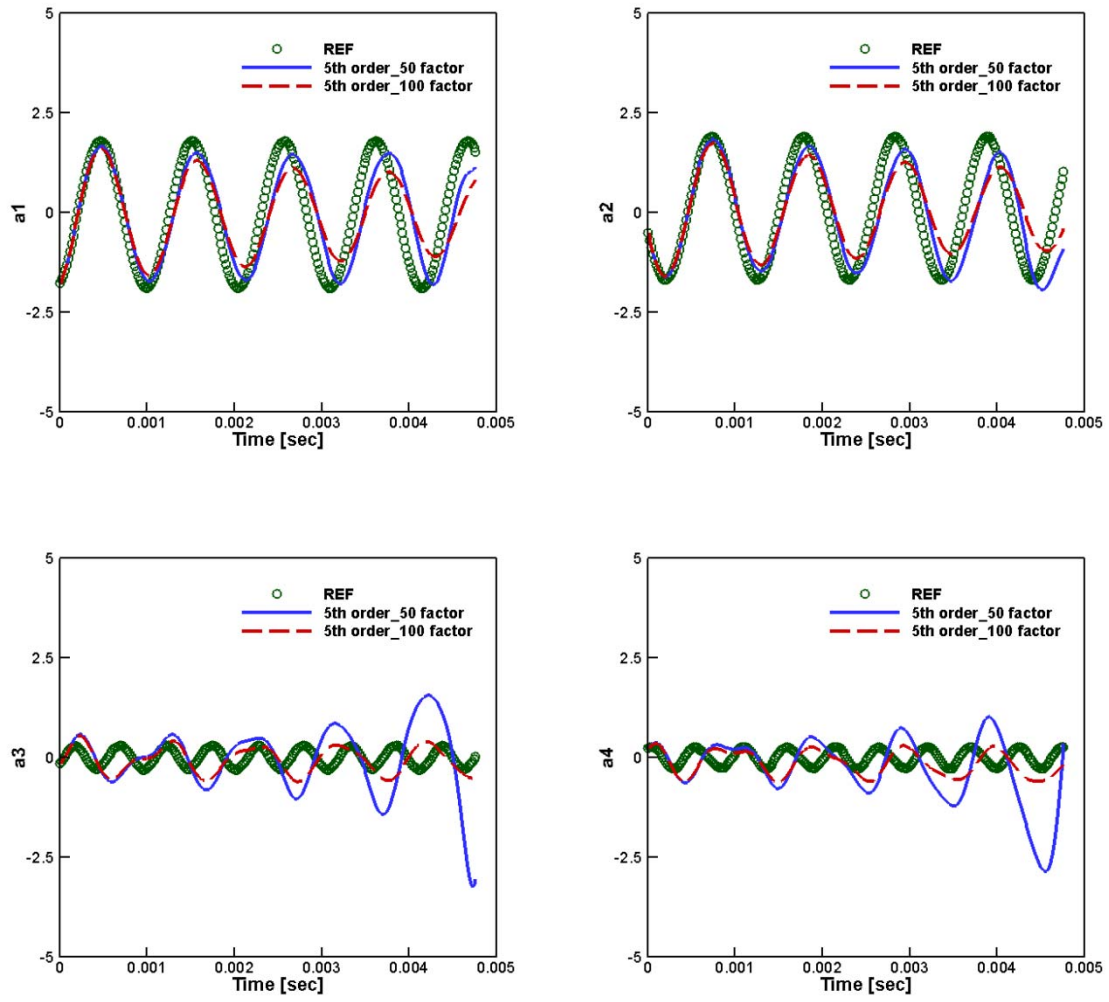 5
REF
5th order_50 factor
5th order_100 factor
2.5
a1
0
-2.5
-5
0 0.001 0.002 0.003 0.004 0.005
Time [sec]
5
REF
5th order_50 factor
5th order_100 factor
2.5
a2
0
-2.5
-5
0 0.001 0.002 0.003 0.004 0.005
Time [sec]
5
REF
5th order_50 factor
5th order_100 factor
2.5
a3
0
-2.5
-5
0 0.001 0.002 0.003 0.004 0.005
Time [sec]
5
REF
5th order_50 factor
5th order_100 factor
2.5
a4
0
-2.5
-5
0 0.001 0.002 0.003 0.004 0.005
Time [sec]